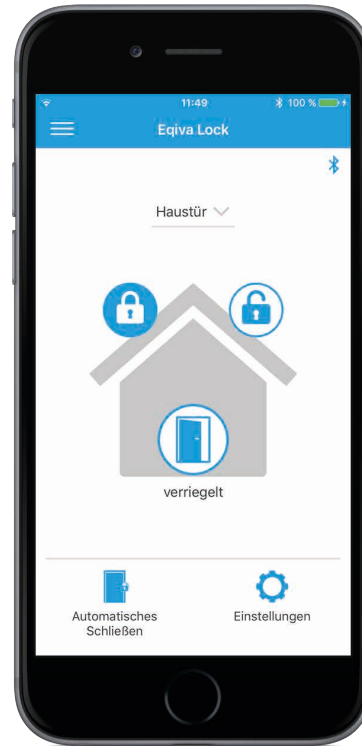 11:49
100 %
Eqiva Lock
Haustür
verriegelt
Automatisches
Schließen
Einstellungen